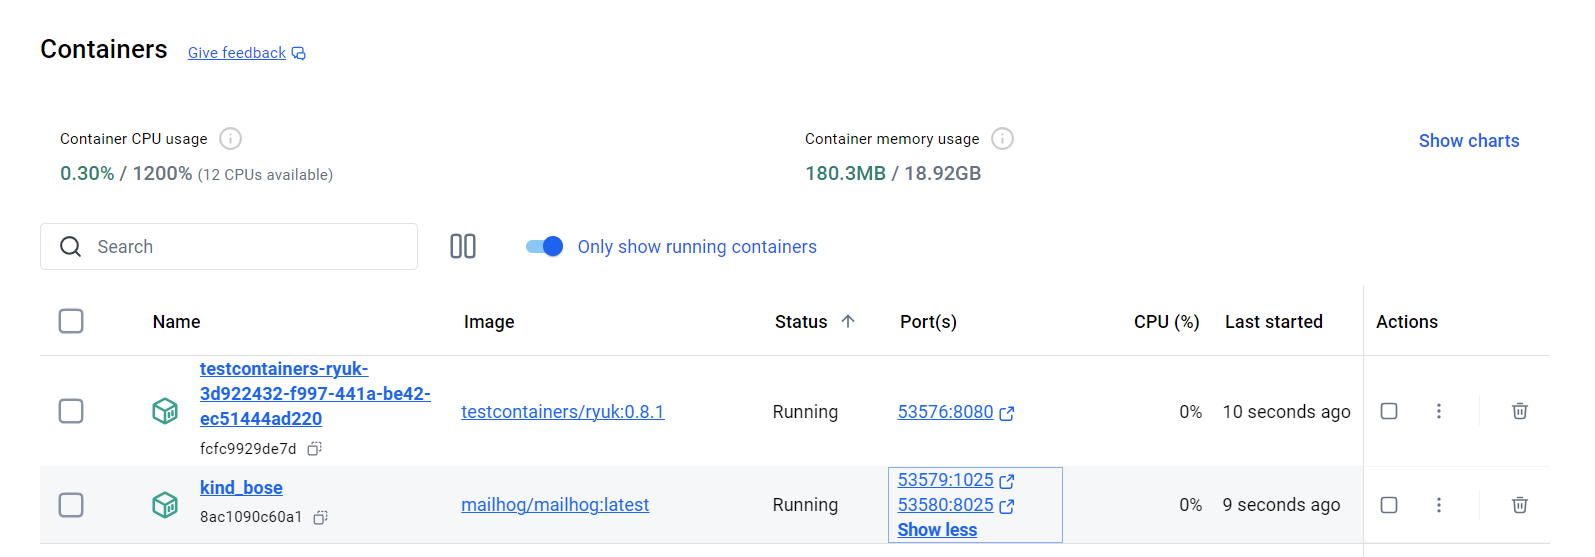 Containers Give feedback
Container CPU usage
0.30% / 1200% (12 CPUs available)
Container memory usage
180.3MB / 18.92GB
Show charts
Search
Only show running containers
Name Image Status Port(s) CPU (%) Last started Actions
testcontainers-ryuk-
3d922432-f997-441a-be42-
ec51444ad220
fcfc9929de7d
testcontainers/ryuk:0.8.1
Running
53576:8080
0%
10 seconds ago
kind_bose
8ac1090c60a1
mailhog/mailhog:latest
Running
53579:1025
53580:8025
Show less
0%
9 seconds ago